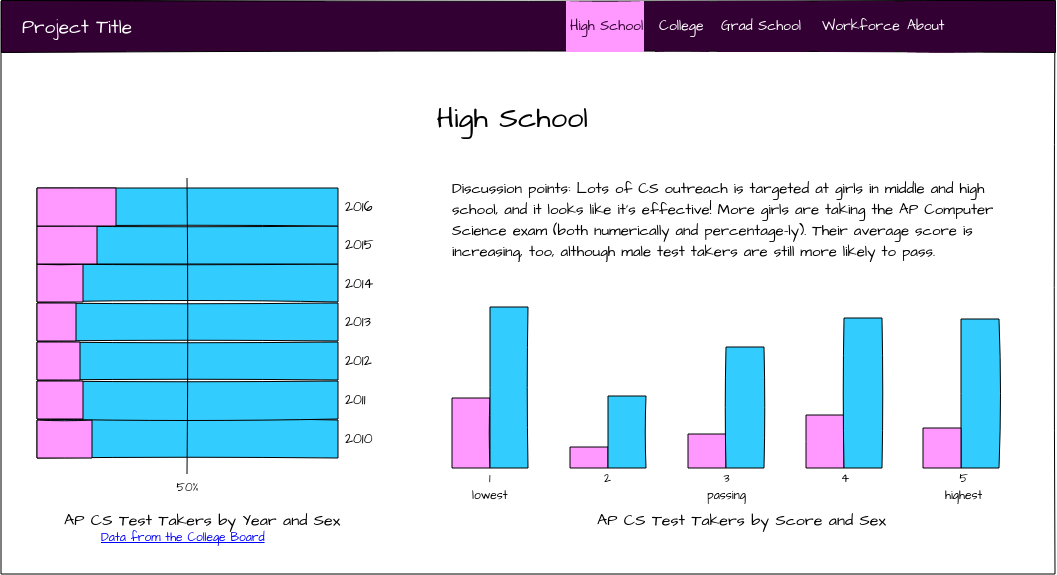 Project Title
High School College Grad School Workforce About
High School
Discussion points: Lots of CS outreach is targeted at girls in middle and high
school, and it looks like it's effective! More girls are taking the AP Computer
Science exam (both numerically and percentage-ly). Their average score is
increasing, too, although male test takers are still more likely to pass.
2016
2015
2014
2013
2012
2011
2010
50%
AP CS Test Takers by Year and Sex
Data from the College Board
1 2 3 4 5
lowest passing highest
AP CS Test Takers by Score and Sex